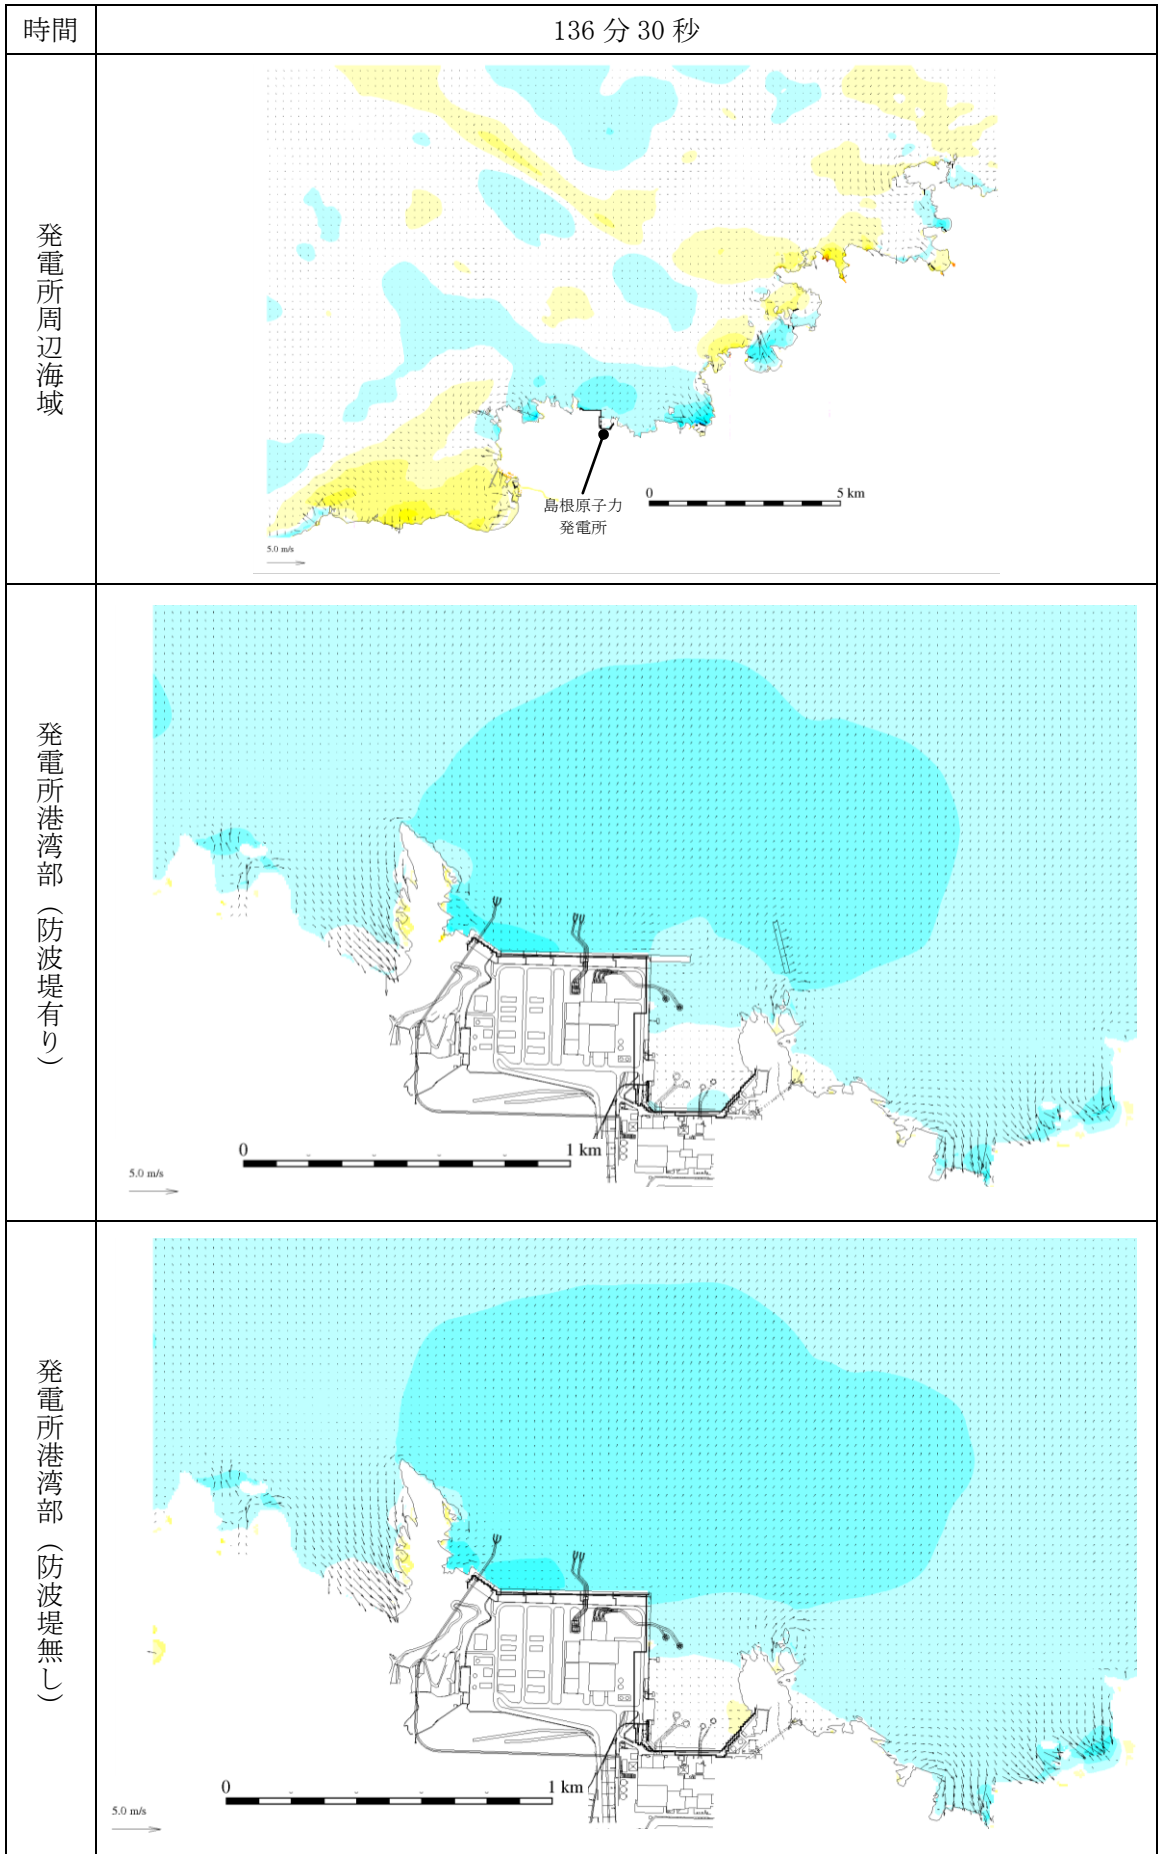 時間
136 分 30 秒
発電所周辺海域
島根原子力
発電所
0
5 km
5.0 m/s
発電所港湾部（防波堤有り）
0
1 km
5.0 m/s
発電所港湾部（防波堤無し）
0
1 km
5.0 m/s